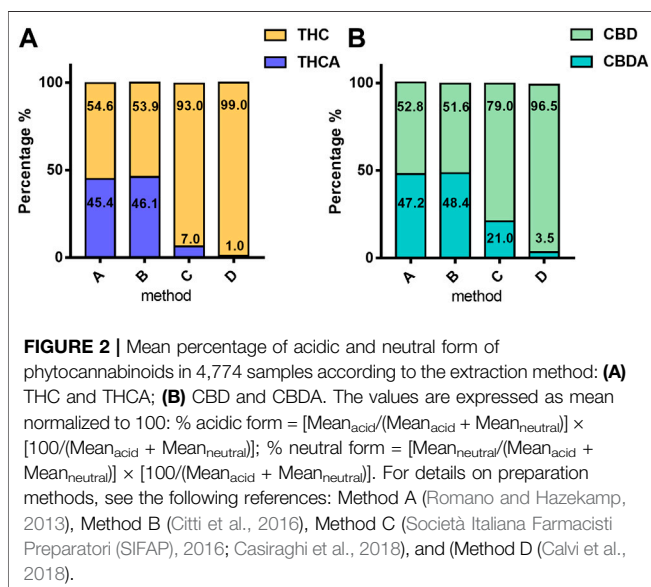 A
THC
THCA
B
CBD
CBDA
Percentage %
100
50
0
54.6
53.9
93.0
99.0
45.4
46.1
7.0
1.0
A
B
C
D
method
Percentage %
100
50
0
52.8
51.6
79.0
96.5
47.2
48.4
21.0
3.5
A
B
C
D
method
FIGURE 2 | Mean percentage of acidic and neutral form of
phytocannabinoids in 4,774 samples according to the extraction method: (A)
THC and THCA; (B) CBD and CBDA. The values are expressed as mean
normalized to 100: % acidic form = [Meanacid/(Meanacid + Meanneutral)] ×
[100/(Meanacid + Meanneutral)]; % neutral form = [Meanneutral/(Meanacid +
Meanneutral)] × [100/(Meanacid + Meanneutral)]. For details on preparation
methods, see the following references: Method A (Romano and Hazekamp,
2013), Method B (Citti et al., 2016), Method C (Società Italiana Farmacisti
Preparatori (SIFAP), 2016; Casiraghi et al., 2018), and (Method D (Calvi et al.,
2018).